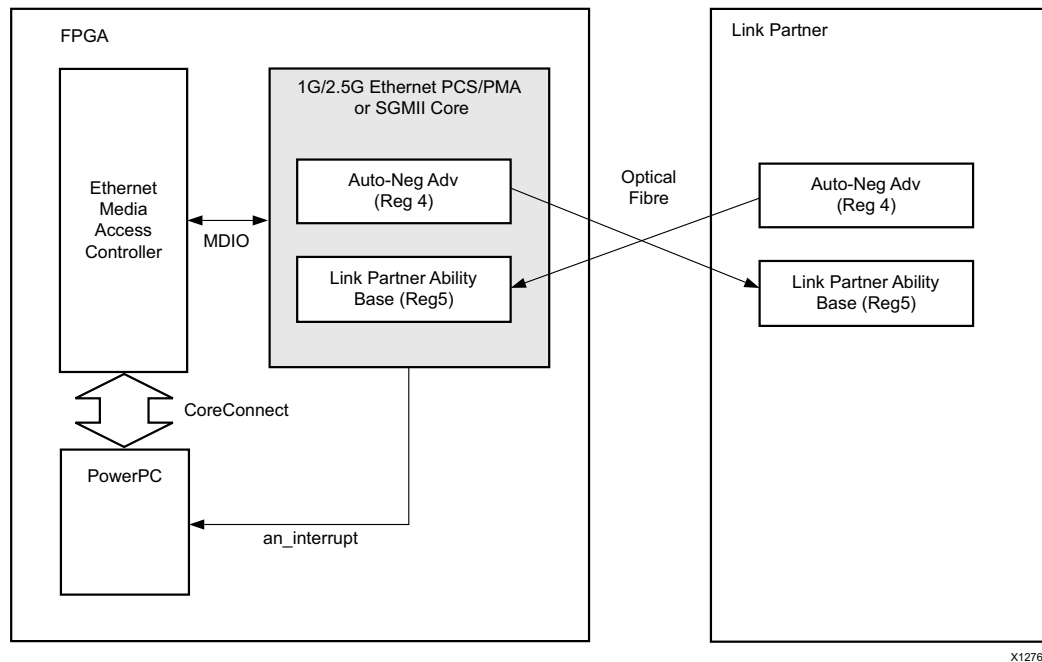 FPGA
1G/2.5G Ethernet PCS/PMA
or SGMII Core
Auto-Neg Adv
(Reg 4)
Link Partner Ability
Base (Reg5)
Ethernet
Media
Access
Controller
MDIO
CoreConnect
PowerPC
an_interrupt
Optical
Fibre
Link Partner
Auto-Neg Adv
(Reg 4)
Link Partner Ability
Base (Reg5)
X1276